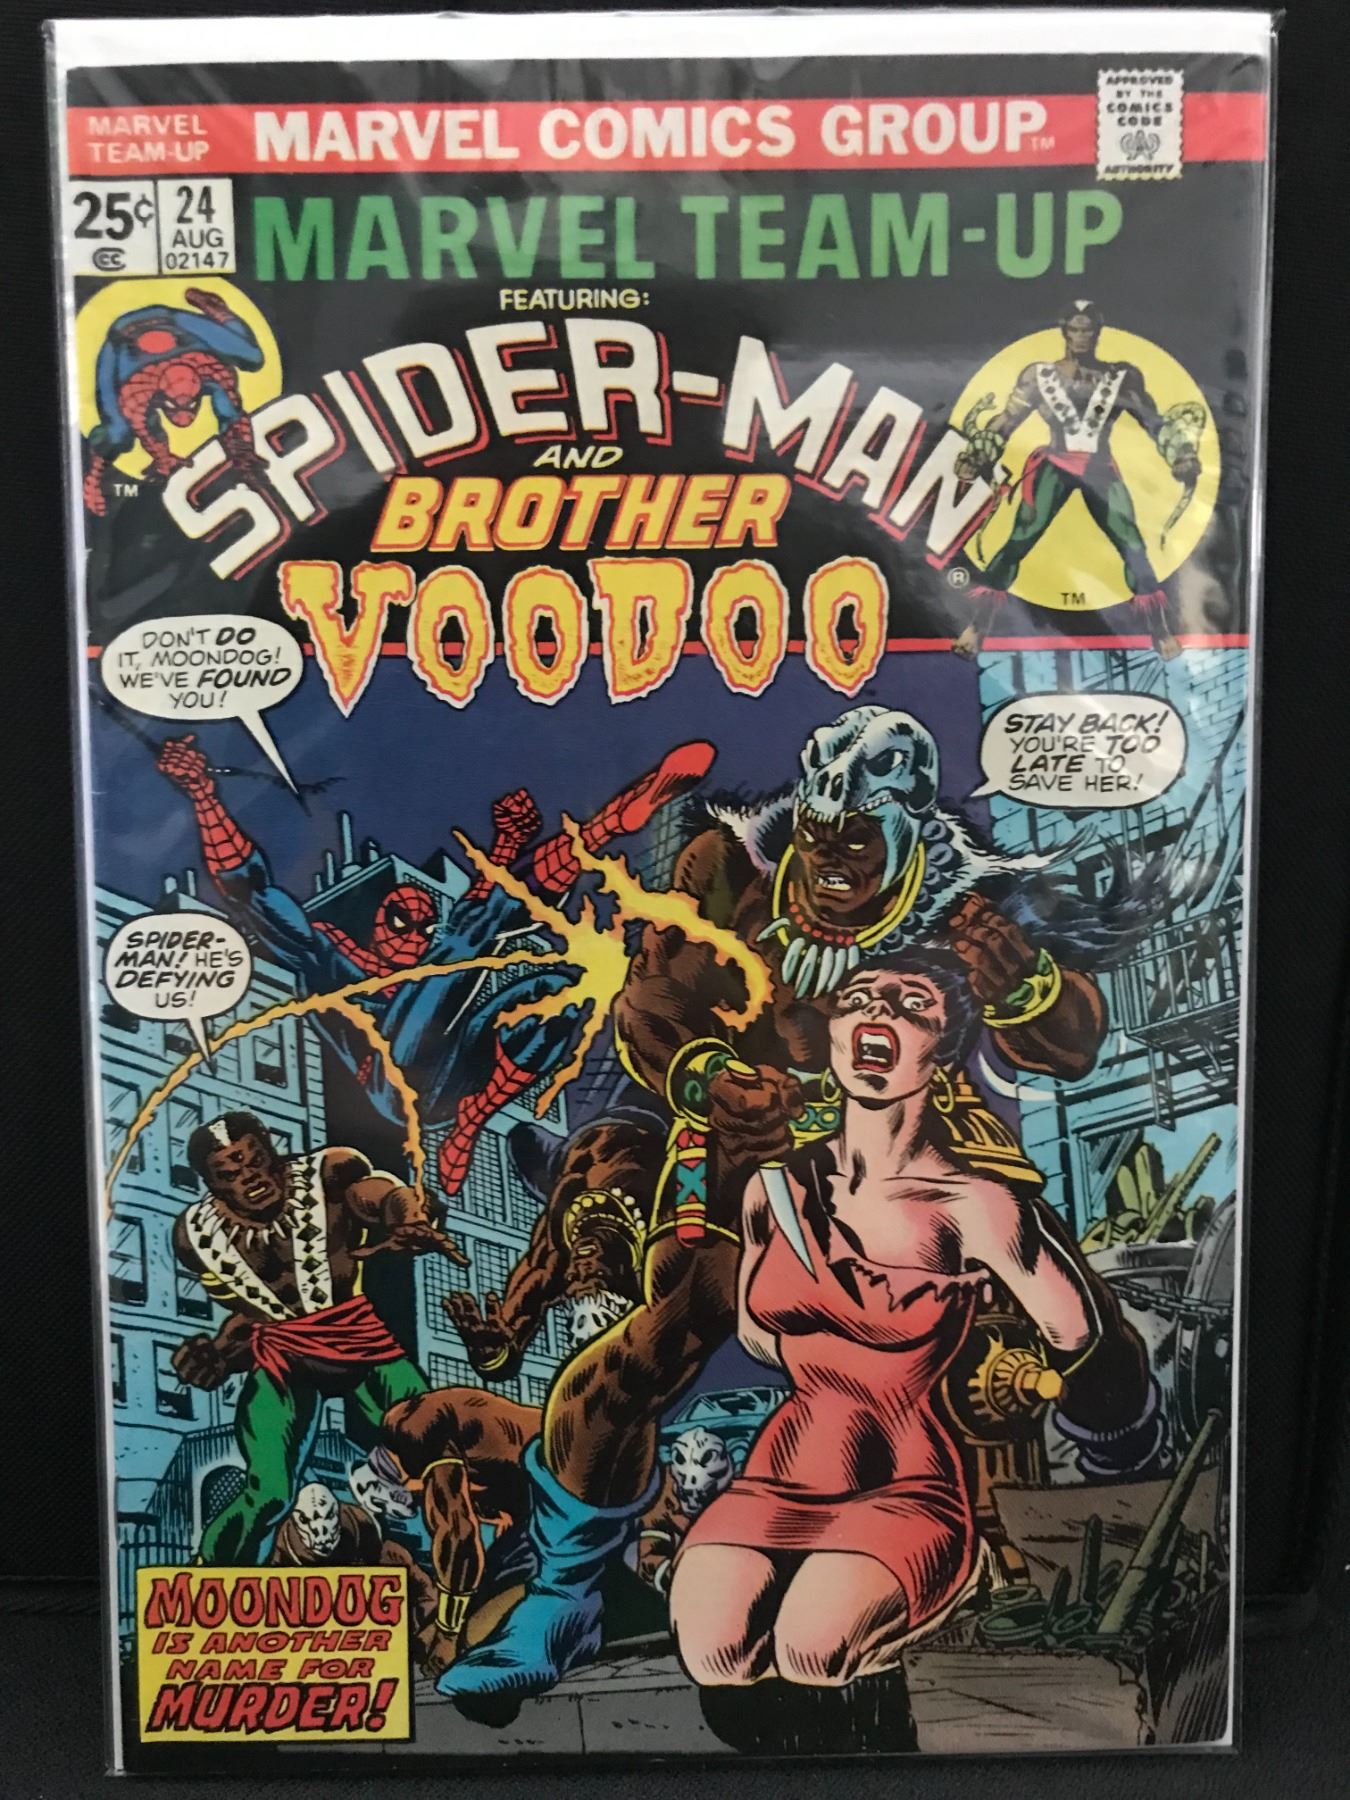 MARVEL
TEAM-UP
MARVEL COMICS GROUP™
APPROVED
BY THE
COMICS
CODE
AUTHORITY
25¢
CC
24
AUG
02147
MARVEL TEAM-UP
FEATURING:
SPIDER-MAN®
AND
BROTHER
VOODOO
TM
TM
DON'T DO
IT, MOONDOG!
WE'VE FOUND
YOU!
STAY BACK!
YOU'RE TOO
LATE TO
SAVE HER!
SPIDER-
MAN! HE'S
DEFYING
US!
MOONDOG
IS ANOTHER
NAME FOR
MURDER!